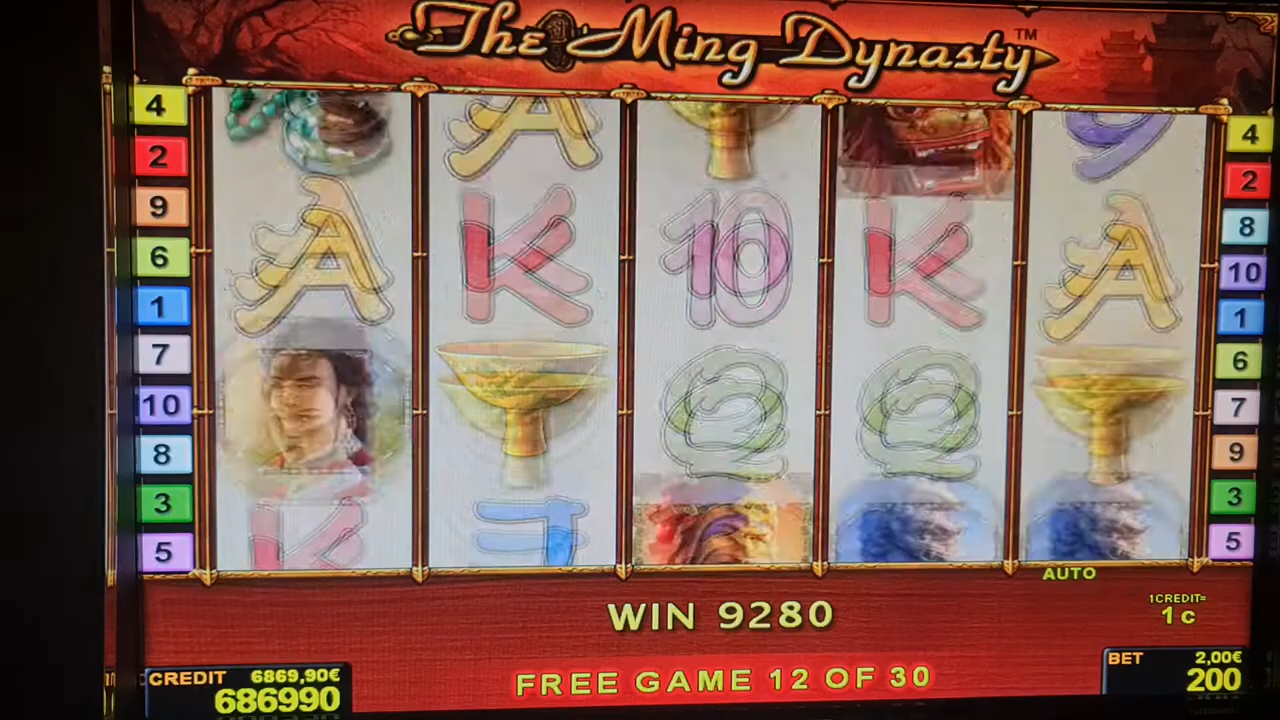 The Ming Dynasty™
4
2
9
6
1
7
10
8
3
5
A
K
A
K
10
Q
K
Q
9
A
4
2
8
10
1
6
7
9
3
5
AUTO
WIN 9280
1CREDIT=
1 c
CREDIT 6869,90€
686990
FREE GAME 12 OF 30
BET 2,00€
200